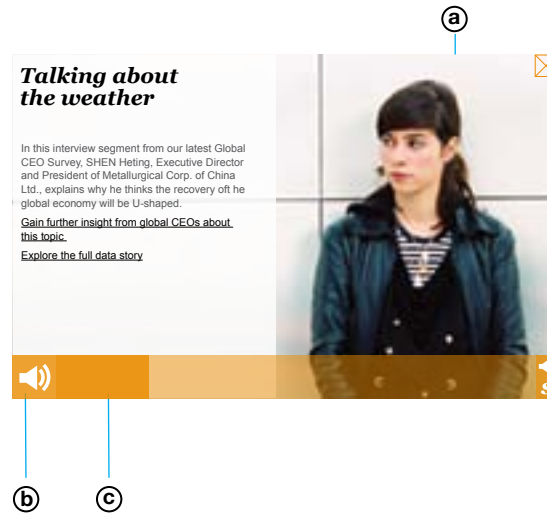 a
Talking about
the weather
In this interview segment from our latest Global
CEO Survey, SHEN Heting, Executive Director
and President of Metallurgical Corp. of China
Ltd., explains why he thinks the recovery oft he
global economy will be U-shaped.
Gain further insight from global CEOs about
this topic
Explore the full data story
b
c